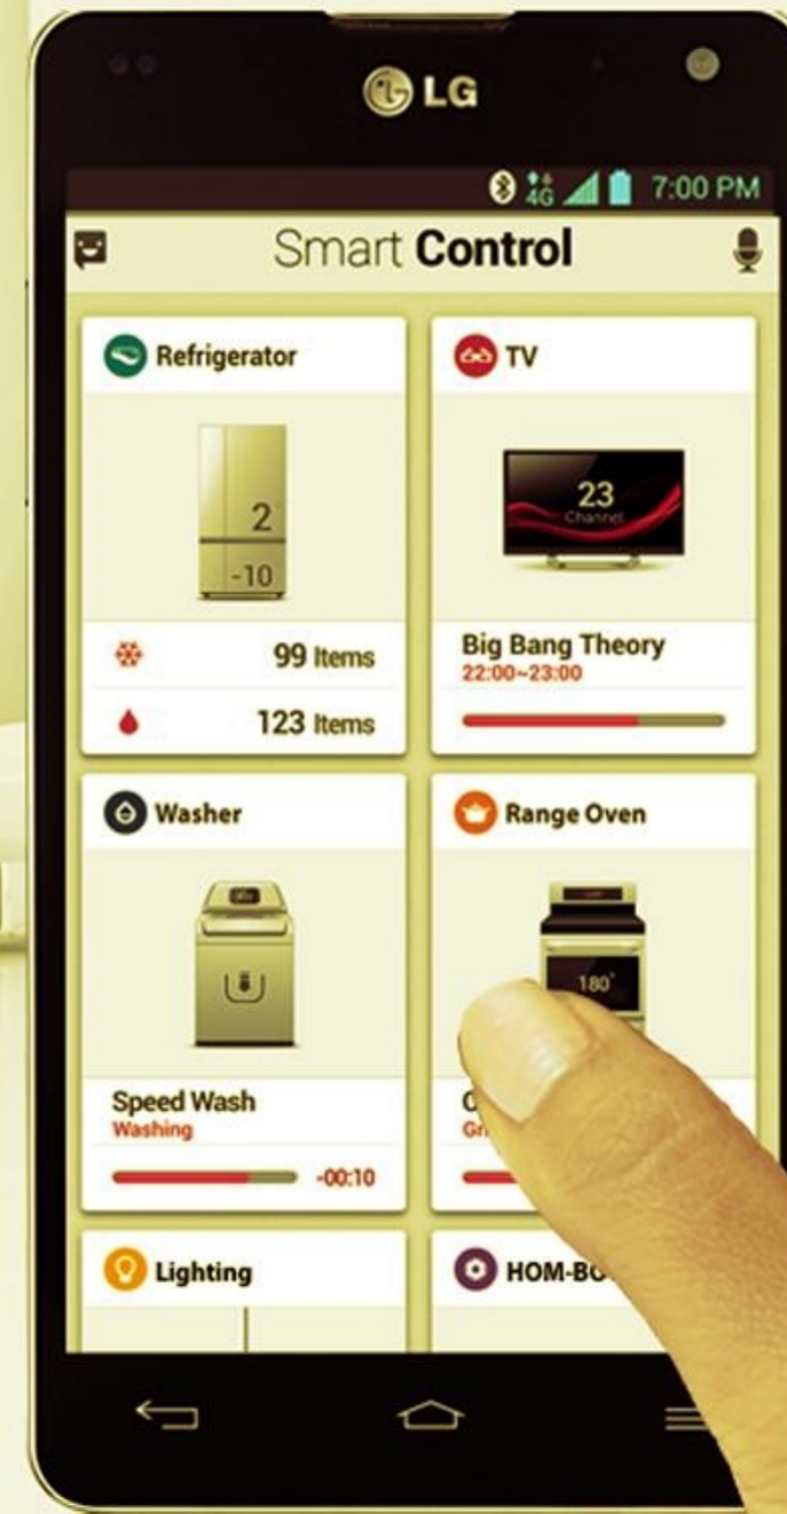 LG
4G 7:00 PM
Smart Control
Refrigerator
2
-10
99 Items
123 Items
TV
23
Channel
Big Bang Theory
22:00~23:00
Washer
Speed Wash
Washing
-00:10
Range Oven
180°
Lighting